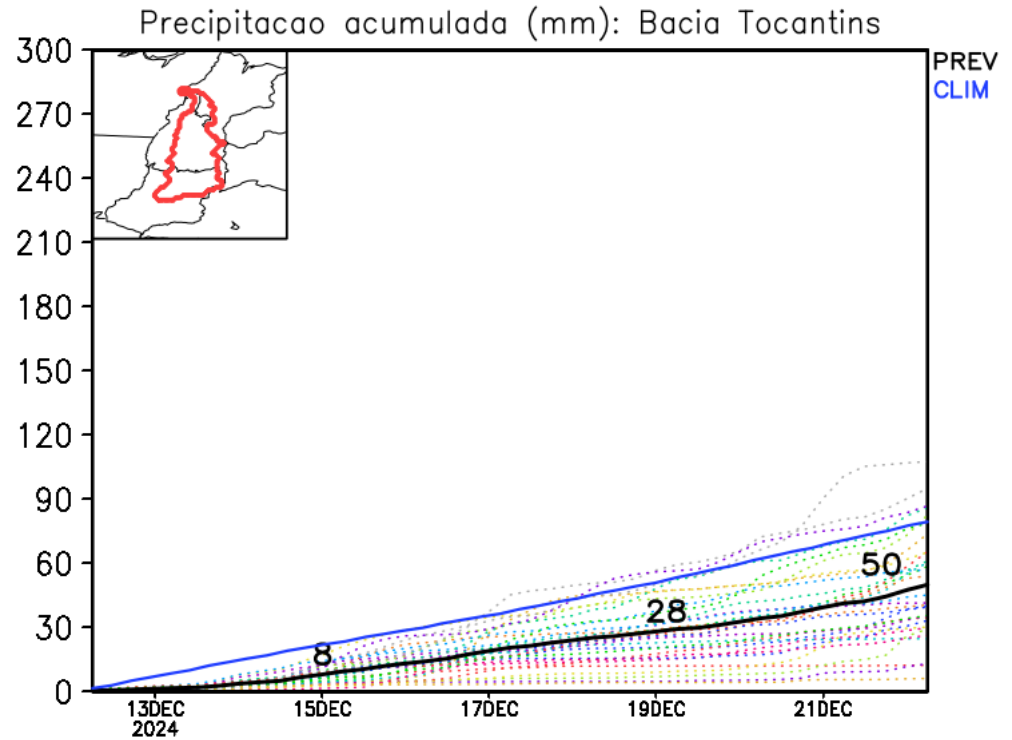 Precipitacao acumulada (mm): Bacia Tocantins
PREV
CLIM
300
270
240
210
180
150
120
90
60
30
0
8
28
50
13DEC
2024
15DEC
17DEC
19DEC
21DEC